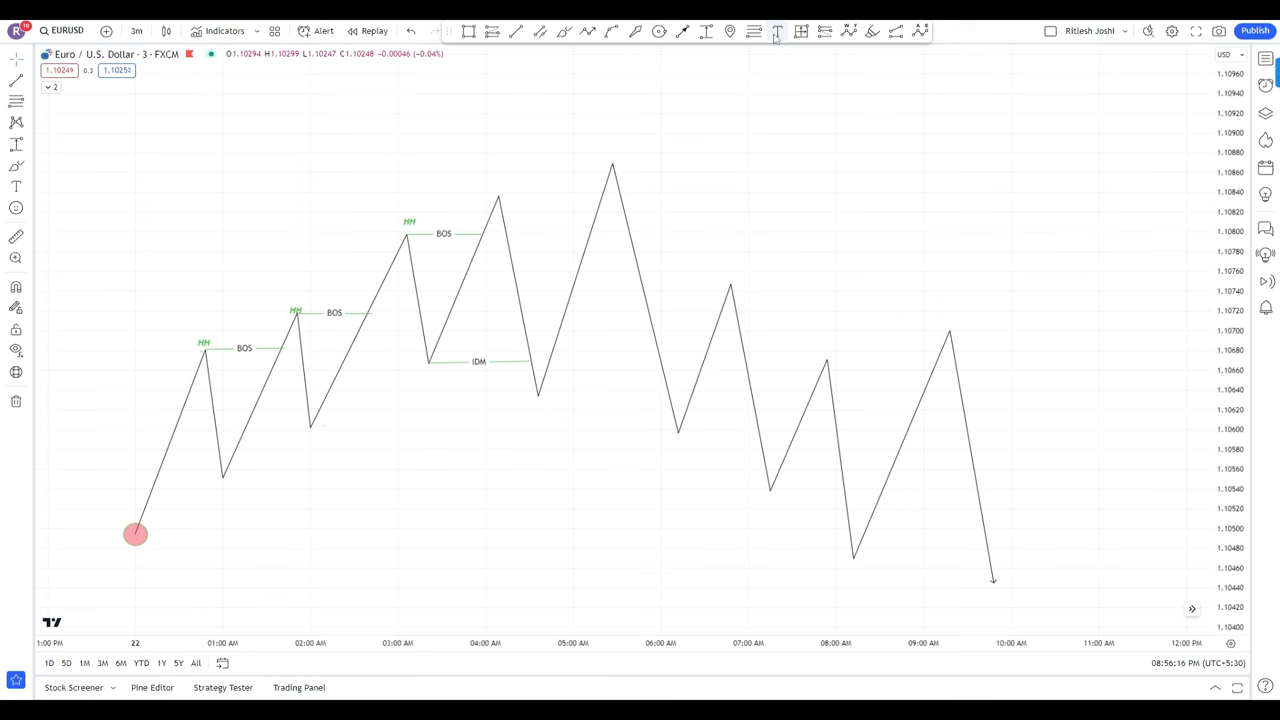 R 10 EURUSD 3m Indicators Alert Replay T Ritlesh Joshi Publish
Euro / U.S. Dollar · 3 · FXCM O1.10294 H1.10299 L1.10247 C1.10248 -0.00046 (-0.04%) USD
1.10249 0.3 1.10252
2
1.10960
1.10940
1.10920
1.10900
1.10880
1.10860
1.10840
1.10820
1.10800
1.10780
1.10760
1.10740
1.10720
1.10700
1.10680
1.10660
1.10640
1.10620
1.10600
1.10580
1.10560
1.10540
1.10520
1.10500
1.10480
1.10460
1.10440
1.10420
1.10400
HH
BOS
HH
BOS
HH
BOS
IDM
1:00 PM 22 01:00 AM 02:00 AM 03:00 AM 04:00 AM 05:00 AM 06:00 AM 07:00 AM 08:00 AM 09:00 AM 10:00 AM 11:00 AM 12:00 PM
1D 5D 1M 3M 6M YTD 1Y 5Y All 08:56:16 PM (UTC+5:30)
Stock Screener Pine Editor Strategy Tester Trading Panel